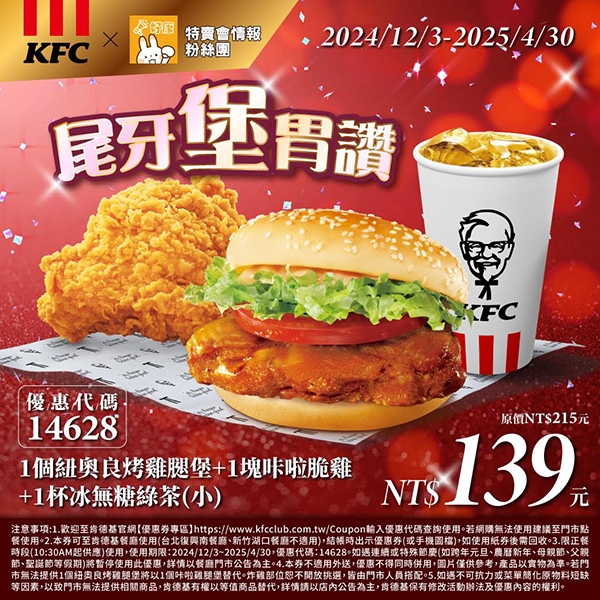 KFC × 好康 特賣會情報
粉絲團
2024/12/3-2025/4/30
尾牙堡胃讚
KFC
優惠代碼
14628
原價NT$215元
1個紐奧良烤雞腿堡+1塊咔啦脆雞
+1杯冰無糖綠茶(小)
NT$139元
注意事項:1.歡迎至肯德基官網【優惠券專區】https://www.kfcclub.com.tw/Coupon輸入優惠代碼查詢使用。若網購無法使用建議至門市點
餐使用。2.本券可至肯德基餐廳使用(台北復興南餐廳、新竹湖口餐廳不適用),結帳時出示優惠券(或手機圖檔),如使用紙券後需回收。3.限正餐
時段(10:30AM起供應)使用,使用期限:2024/12/3~2025/4/30,優惠代碼:14628。如遇連續或特殊節慶(如跨年元旦、農曆新年、母親節、父親
節、聖誕節等假期)將暫停使用此優惠,詳情以餐廳門市公告為主。4.本券不適用外送,優惠不得同時併用,圖片僅供參考,產品以實物為準。若門
市無法提供1個紐奧良烤雞腿堡將以1個咔啦雞腿堡替代。炸雞部位恕不開放挑選,皆由門市人員搭配。5.如遇不可抗力或菜單簡化原物料短缺
等因素,以致門市無法提供相關商品,肯德基有權以等值商品替代,詳情請以店內公告為主,肯德基保有修改活動辦法及優惠內容的權利。